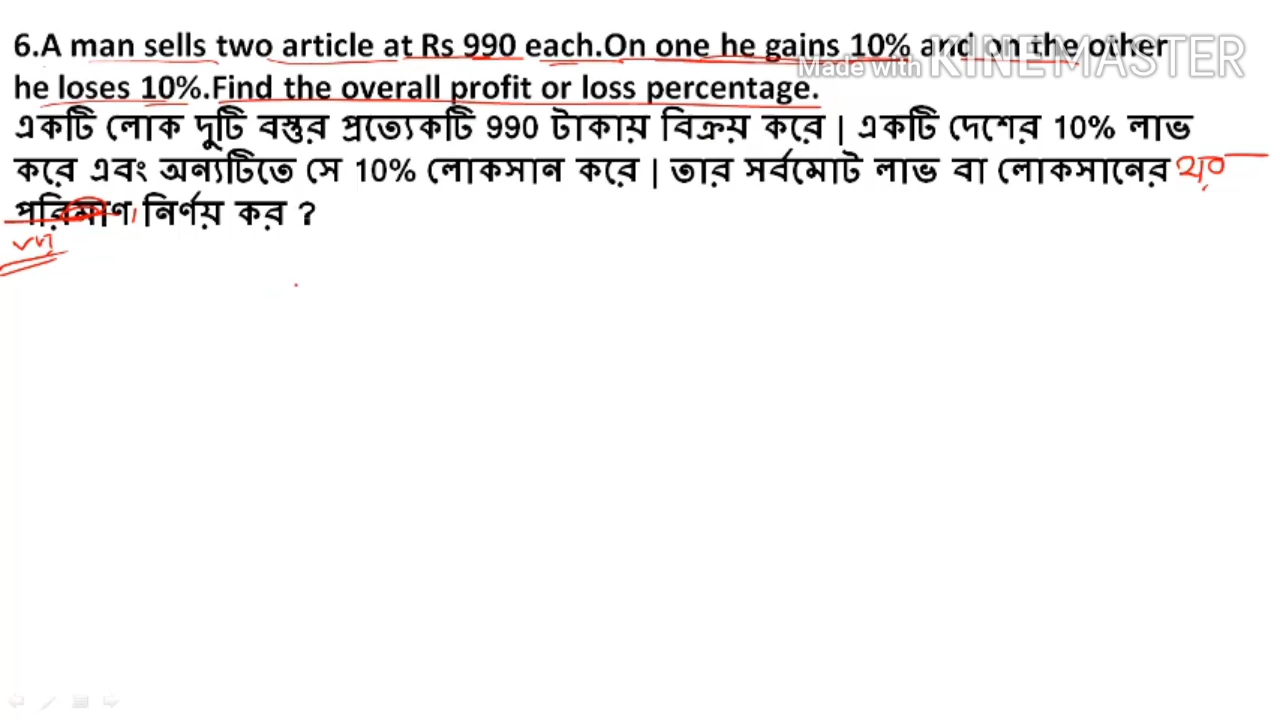 6.A man sells two article at Rs 990 each.On one he gains 10% and on the other
he loses 10%.Find the overall profit or loss percentage.
Made with KINEMASTER
একটি লোক দুটি বস্তুর প্রত্যেকটি 990 টাকায় বিক্রয় করে | একটি দেশের 10% লাভ
করে এবং অন্যটিতে সে 10% লোকসান করে | তার সর্বমোট লাভ বা লোকসানের
পরিমাণ নির্ণয় কর ?